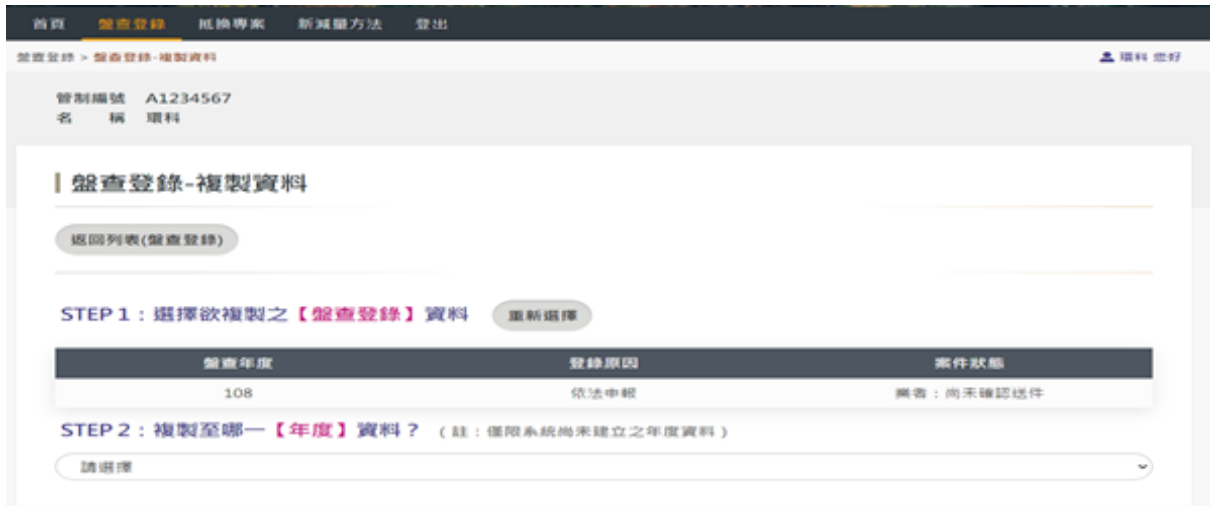 首頁 盤查登錄 抵換專案 新減量方法 登出
盤查登錄 > 盤查登錄-複製資料 環科 您好
管制編號 A1234567
名 稱 環科
盤查登錄-複製資料
返回列表(盤查登錄)
STEP 1：選擇欲複製之【盤查登錄】資料 重新選擇
盤查年度 登錄原因 案件狀態
108 依法申報 業者：尚未確認送件
STEP 2：複製至哪一【年度】資料？（註：僅限系統尚未建立之年度資料）
請選擇